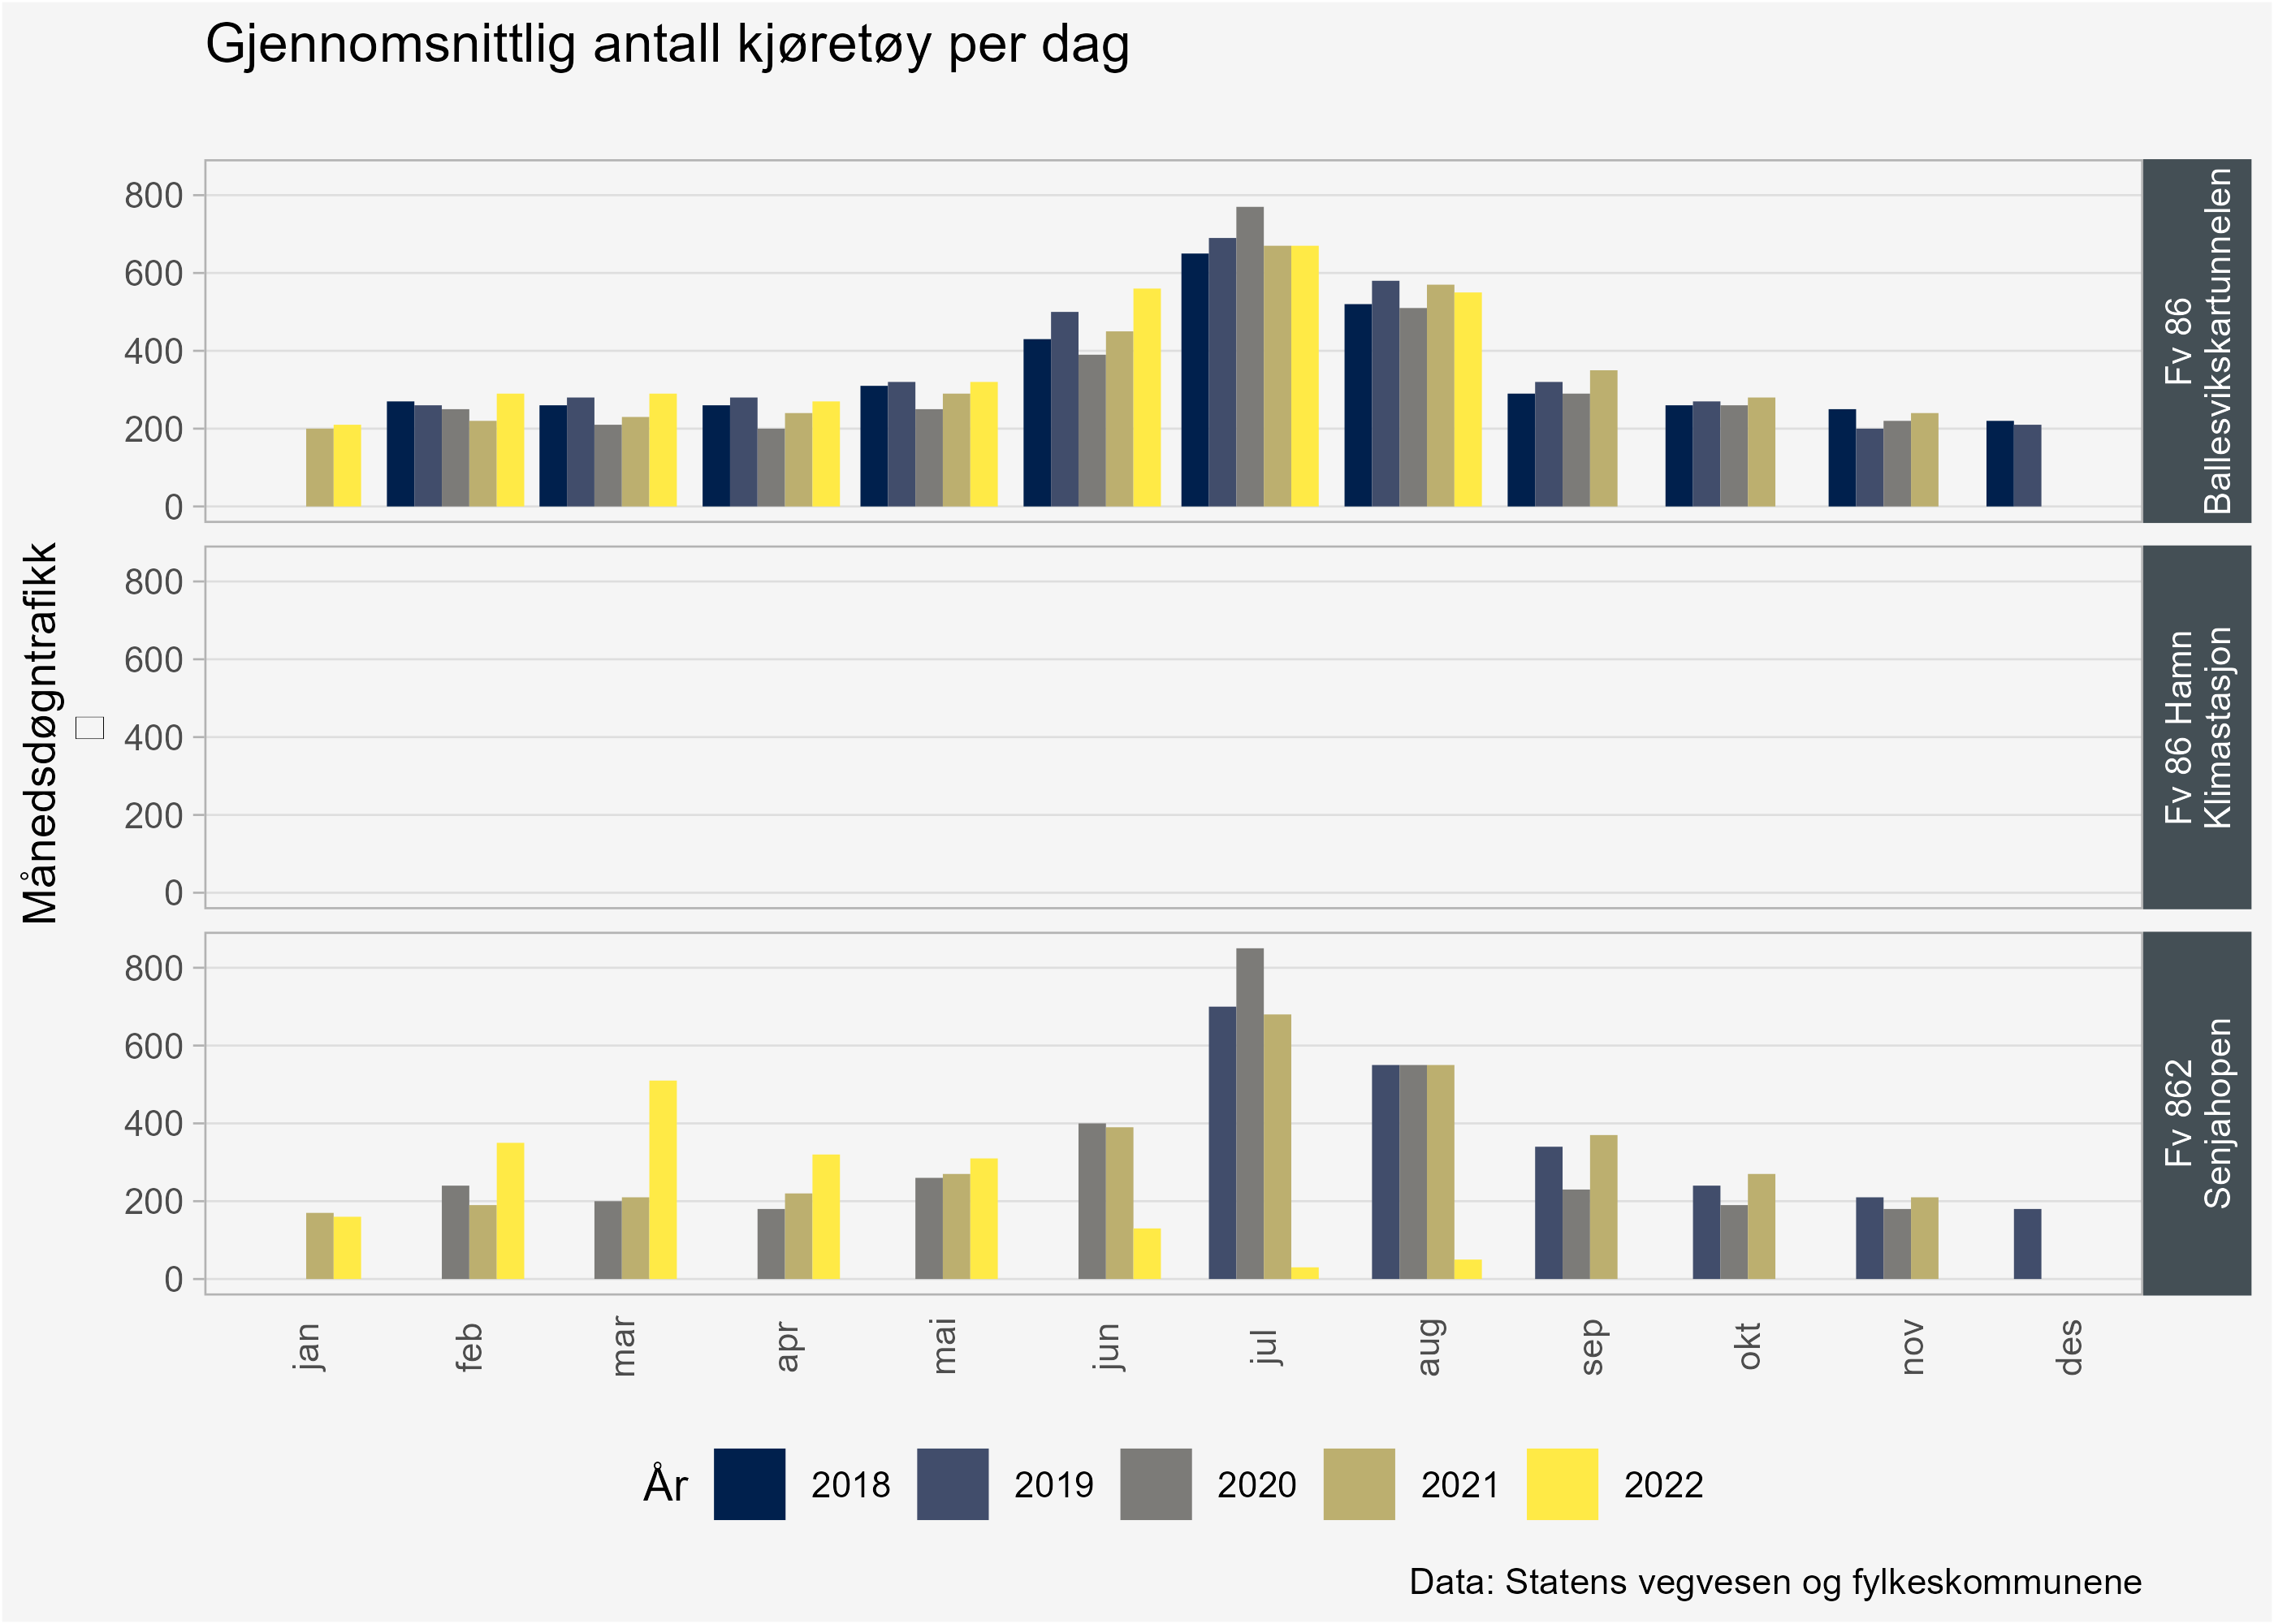 Gjennomsnittlig antall kjøretøy per dag
Månedsdøgntrafikk
800
600
400
200
0
Fv 86
Ballesvikskartunnelen
800
600
400
200
0
Fv 86 Hamn
Klimastasjon
800
600
400
200
0
Fv 862
Senjahopen
jan
feb
mar
apr
mai
jun
jul
aug
sep
okt
nov
des
År
2018
2019
2020
2021
2022
Data: Statens vegvesen og fylkeskommunene